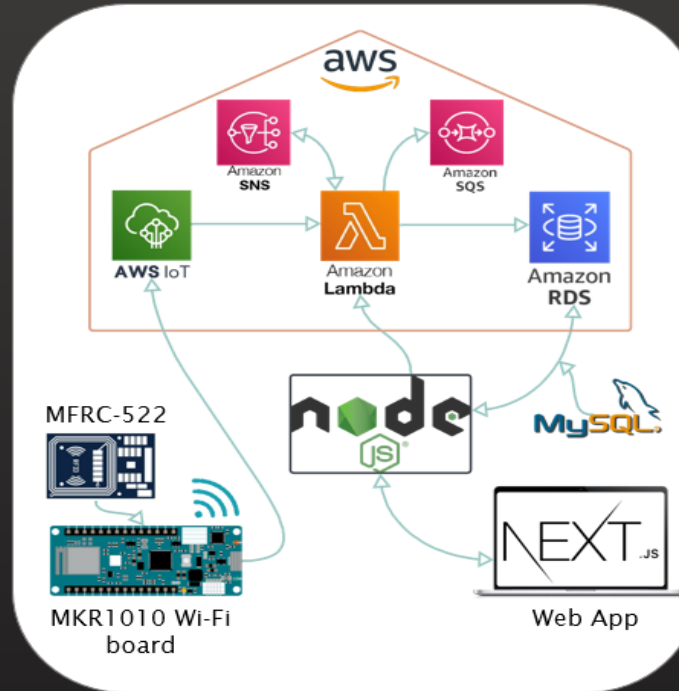 aws
Amazon
SNS
Amazon
SQS
AWS IoT
Amazon
Lambda
Amazon
RDS
node
JS
MySQL
MFRC-522
NEXT.JS
MKR1010 Wi-Fi
board
Web App